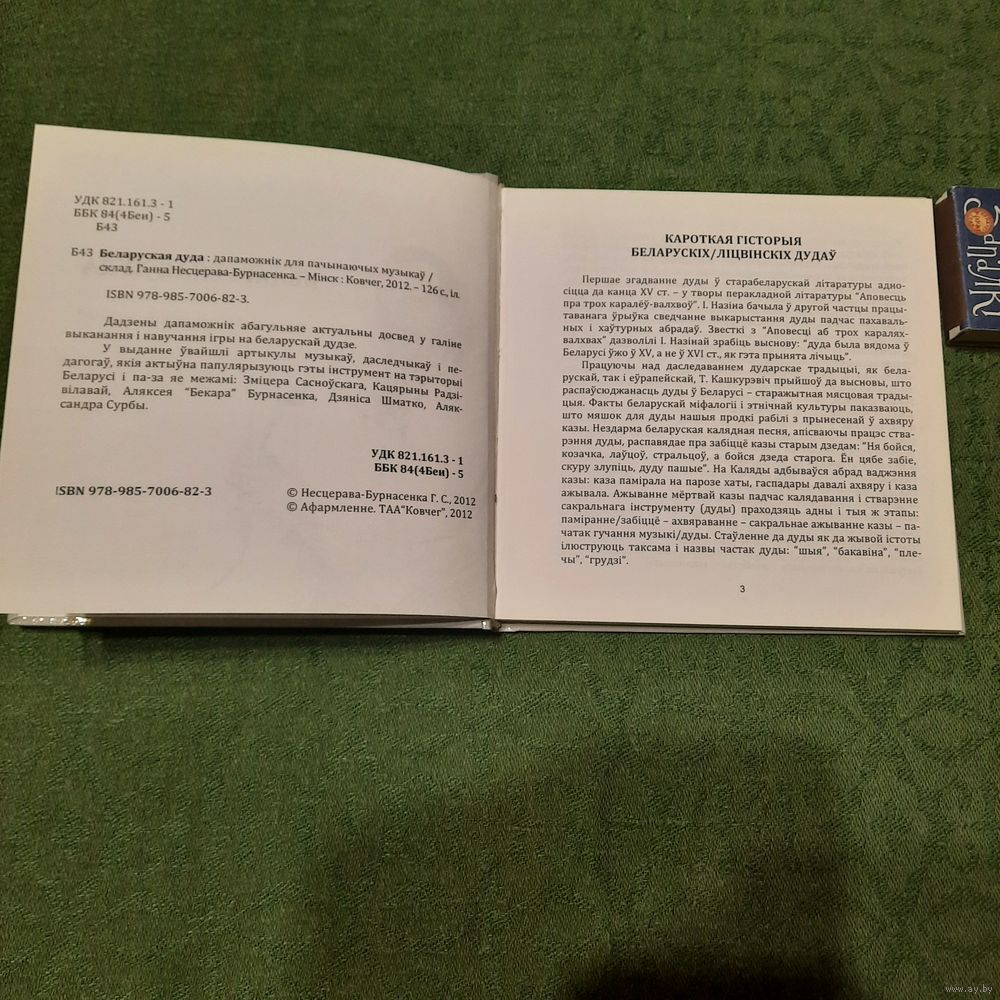 УДК 821.161.3 - 1
ББК 84(4Беи) - 5
Б43
Б43 Беларуская дуда : дапаможнік для пачынаючых музыкаў /
склад. Ганна Несцерава-Бурнасенка. – Мінск : Ковчег, 2012. – 126 с., іл.
ISBN 978-985-7006-82-3.
Дадзены дапаможнік абагульняе актуальны досвед у галіне
выканання і навучання ігры на беларускай дудзе.
У выданне ўвайшлі артыкулы музыкаў, даследчыкаў і пе-
дагогаў, якія актыўна папулярызуюць гэты інструмент на тэрыторыі
Беларусі і па-за яе межамі: Зміцера Сасноўскага, Кацярыны Радзі-
вілавай, Аляксея “Бекара” Бурнасенка, Дзяніса Шматко, Аляк-
сандра Сурбы.
УДК 821.161.3 - 1
ББК 84(4Беи) - 5
ISBN 978-985-7006-82-3
© Несцерава-Бурнасенка Г. С., 2012
© Афармленне. ТАА“Ковчег”, 2012
КАРОТКАЯ ГІСТОРЫЯ
БЕЛАРУСКІХ/ЛІЦВІНСКІХ ДУДАЎ
Першае згадванне дуды ў старабеларускай літаратуры адно-
сіцца да канца XV ст. – у творы перакладной літаратуры “Аповесць
пра трох каралёў-валхвоў”. І. Назіна бачыла ў другой частцы працы-
таванага ўрыўка сведчанне выкарыстання дуды падчас пахаваль-
ных і хаўтурных абрадаў. Звесткі з “Аповесці аб трох каралях-
валхвах” дазволілі І. Назінай зрабіць выснову: “дуда была вядома ў
Беларусі ўжо ў XV, а не ў XVI ст., як гэта прынята лічыць”.
Працуючы над даследаваннем дударскае традыцыі, як бела-
рускай, так і еўрапейскай, Т. Кашкурэвіч прыйшоў да высновы, што
распаўсюджанасць дуды ў Беларусі – старажытная мясцовая трады-
цыя. Факты беларускай міфалогіі і этнічнай культуры паказваюць,
што мяшок для дуды нашыя продкі рабілі з прынесенай ў ахвяру
казы. Нездарма беларуская калядная песня, апісваючы працэс ства-
рэння дуды, распавядае пра забіццё казы старым дзедам: “Ня бойся,
козачка, лаўцоў, стральцоў, а бойся дзеда старога. Ён цябе забіе,
скуру злупіць, дуду пашые”. На Каляды адбываўся абрад ваджэння
казы: каза памірала на парозе хаты, гаспадары давалі ахвяру і каза
ажывала. Ажыванне мёртвай казы падчас калядавання і стварэнне
сакральнага інструменту (дуды) праходзяць адны і тыя ж этапы:
паміранне/забіццё – ахвяраванне – сакральнае ажыванне казы – па-
чатак гучання музыкі/дуды. Стаўленне да дуды як да жывой істоты
ілюструюць таксама і назвы частак дуды: “шыя”, “бакавіна”, “пле-
чы”, “грудзі”.
3
www.ay.by